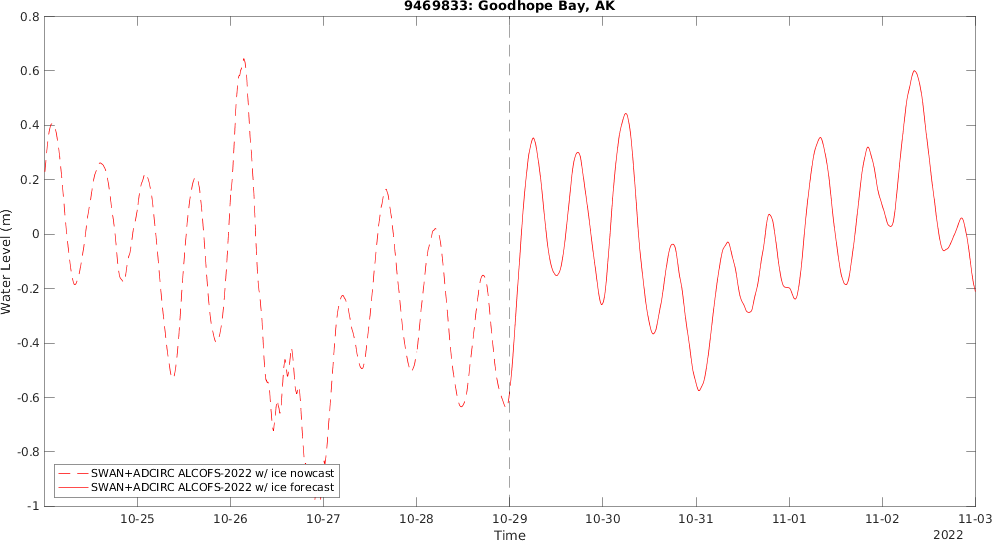 9469833: Goodhope Bay, AK
0.8
0.6
0.4
0.2
0
-0.2
-0.4
-0.6
-0.8
-1
Water Level (m)
SWAN+ADCIRC ALCOFS-2022 w/ ice nowcast
SWAN+ADCIRC ALCOFS-2022 w/ ice forecast
10-25 10-26 10-27 10-28 10-29 10-30 10-31 11-01 11-02 11-03
Time
2022